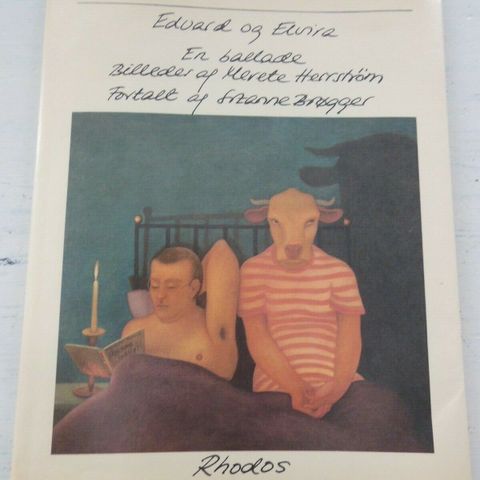 Edvard og Elvira
En ballade
Billeder af Merete Herrström
Fortalt af Suzanne Brøgger
Rhodos